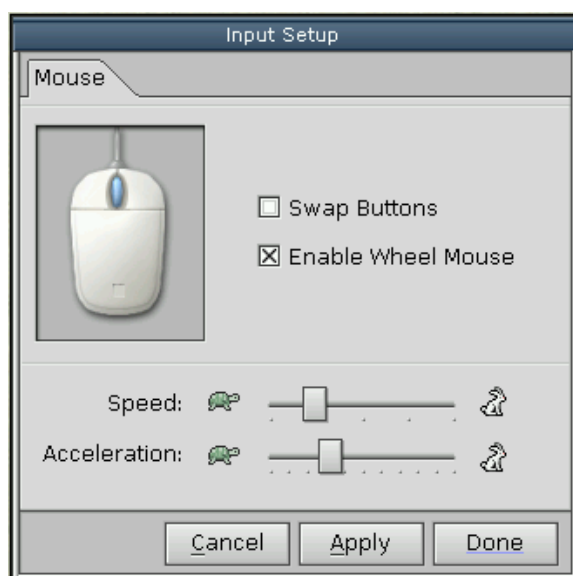 Input Setup
Mouse
Swap Buttons
Enable Wheel Mouse
Speed:
Acceleration:
Cancel Apply Done